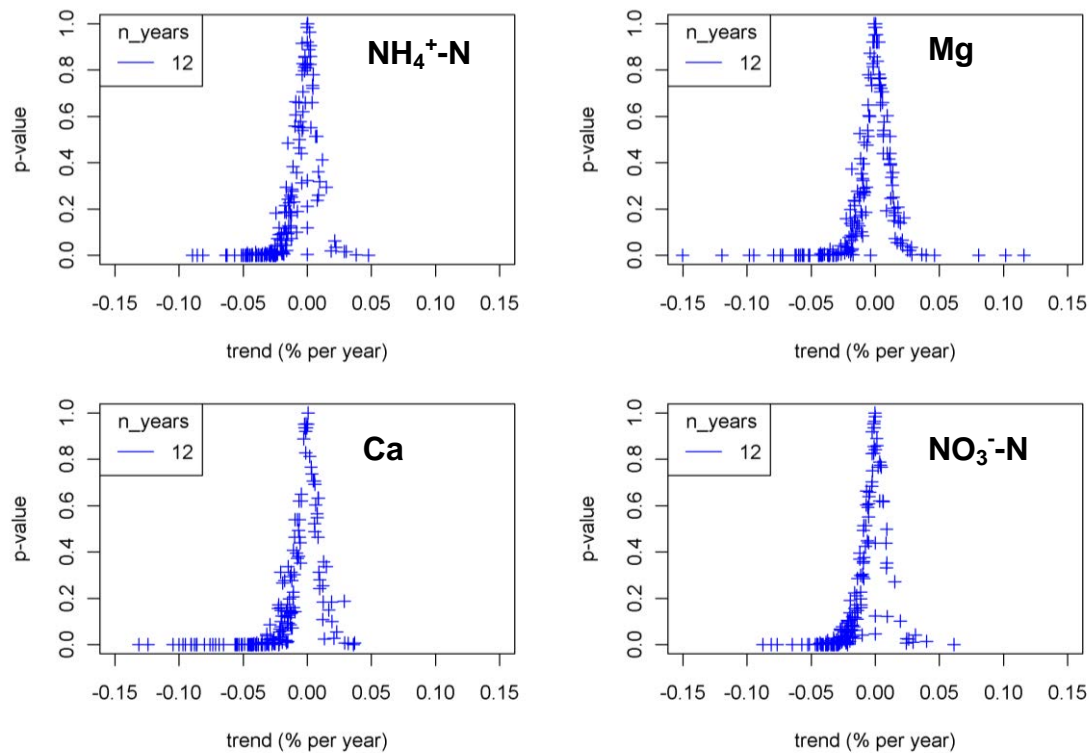 n_years
12
NH₄⁺-N
p-value
0.0 0.2 0.4 0.6 0.8 1.0
-0.15 -0.10 -0.05 0.00 0.05 0.10 0.15
trend (% per year)
n_years
12
Mg
p-value
0.0 0.2 0.4 0.6 0.8 1.0
-0.15 -0.10 -0.05 0.00 0.05 0.10 0.15
trend (% per year)
n_years
12
Ca
p-value
0.0 0.2 0.4 0.6 0.8 1.0
-0.15 -0.10 -0.05 0.00 0.05 0.10 0.15
trend (% per year)
n_years
12
NO₃⁻-N
p-value
0.0 0.2 0.4 0.6 0.8 1.0
-0.15 -0.10 -0.05 0.00 0.05 0.10 0.15
trend (% per year)